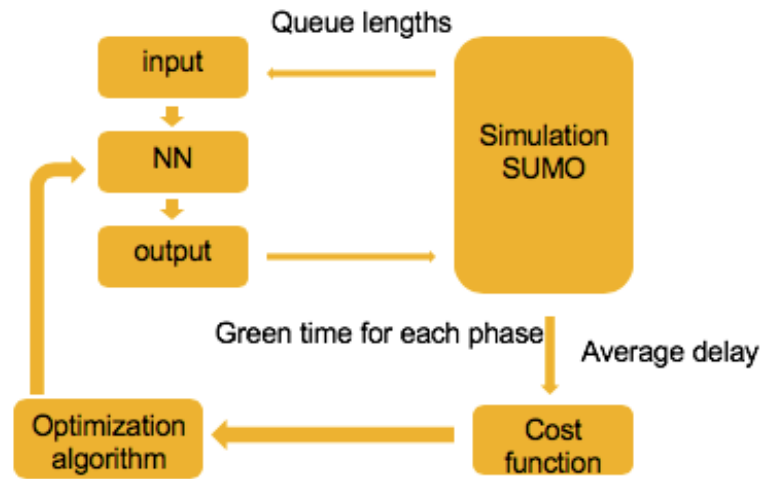 Queue lengths
input
Simulation
SUMO
NN
output
Green time for each phase
Average delay
Optimization
algorithm
Cost
function